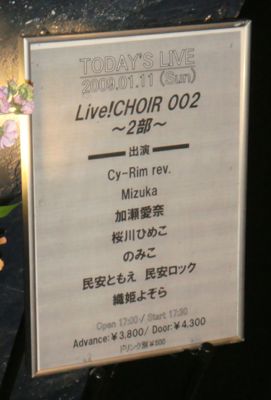 TODAY'S LIVE
2009.01.11 (Sun)
Live!CHOIR 002
～2部～
出演
Cy-Rim rev.
Mizuka
加瀬愛奈
桜川ひめこ
のみこ
民安ともえ 民安ロック
織姫よぞら
Open 17:00 / Start 17:30
Advance:￥3,800/ Door:￥4,300
ドリンク別￥500